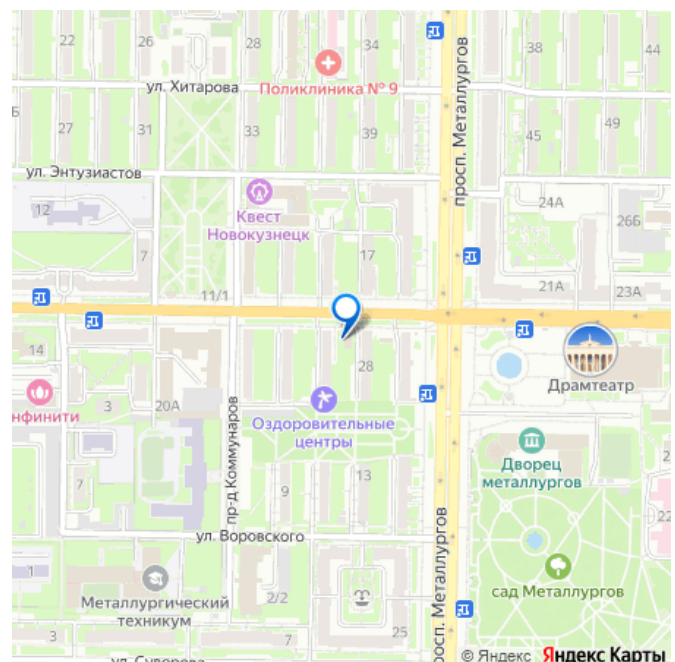 22
26
28
34
38
44
ул. Хитарова
Поликлиника № 9
просп. Металлургов
27
31
33
39
45
49
ул. Энтузиастов
12
Квест
Новокузнецк
24А
26Б
7
17
11/1
21А
23А
14
28
Драмтеатр
нфинити
3
20А
Оздоровительные
центры
пр-д Коммунаров
Дворец
металлургов
7
9
13
2
22
ул. Воровского
просп. Металлургов
1
Металлургический
техникум
2/2
сад Металлургов
3
7
25
ул. Суворова
© Яндекс Яндекс Карты